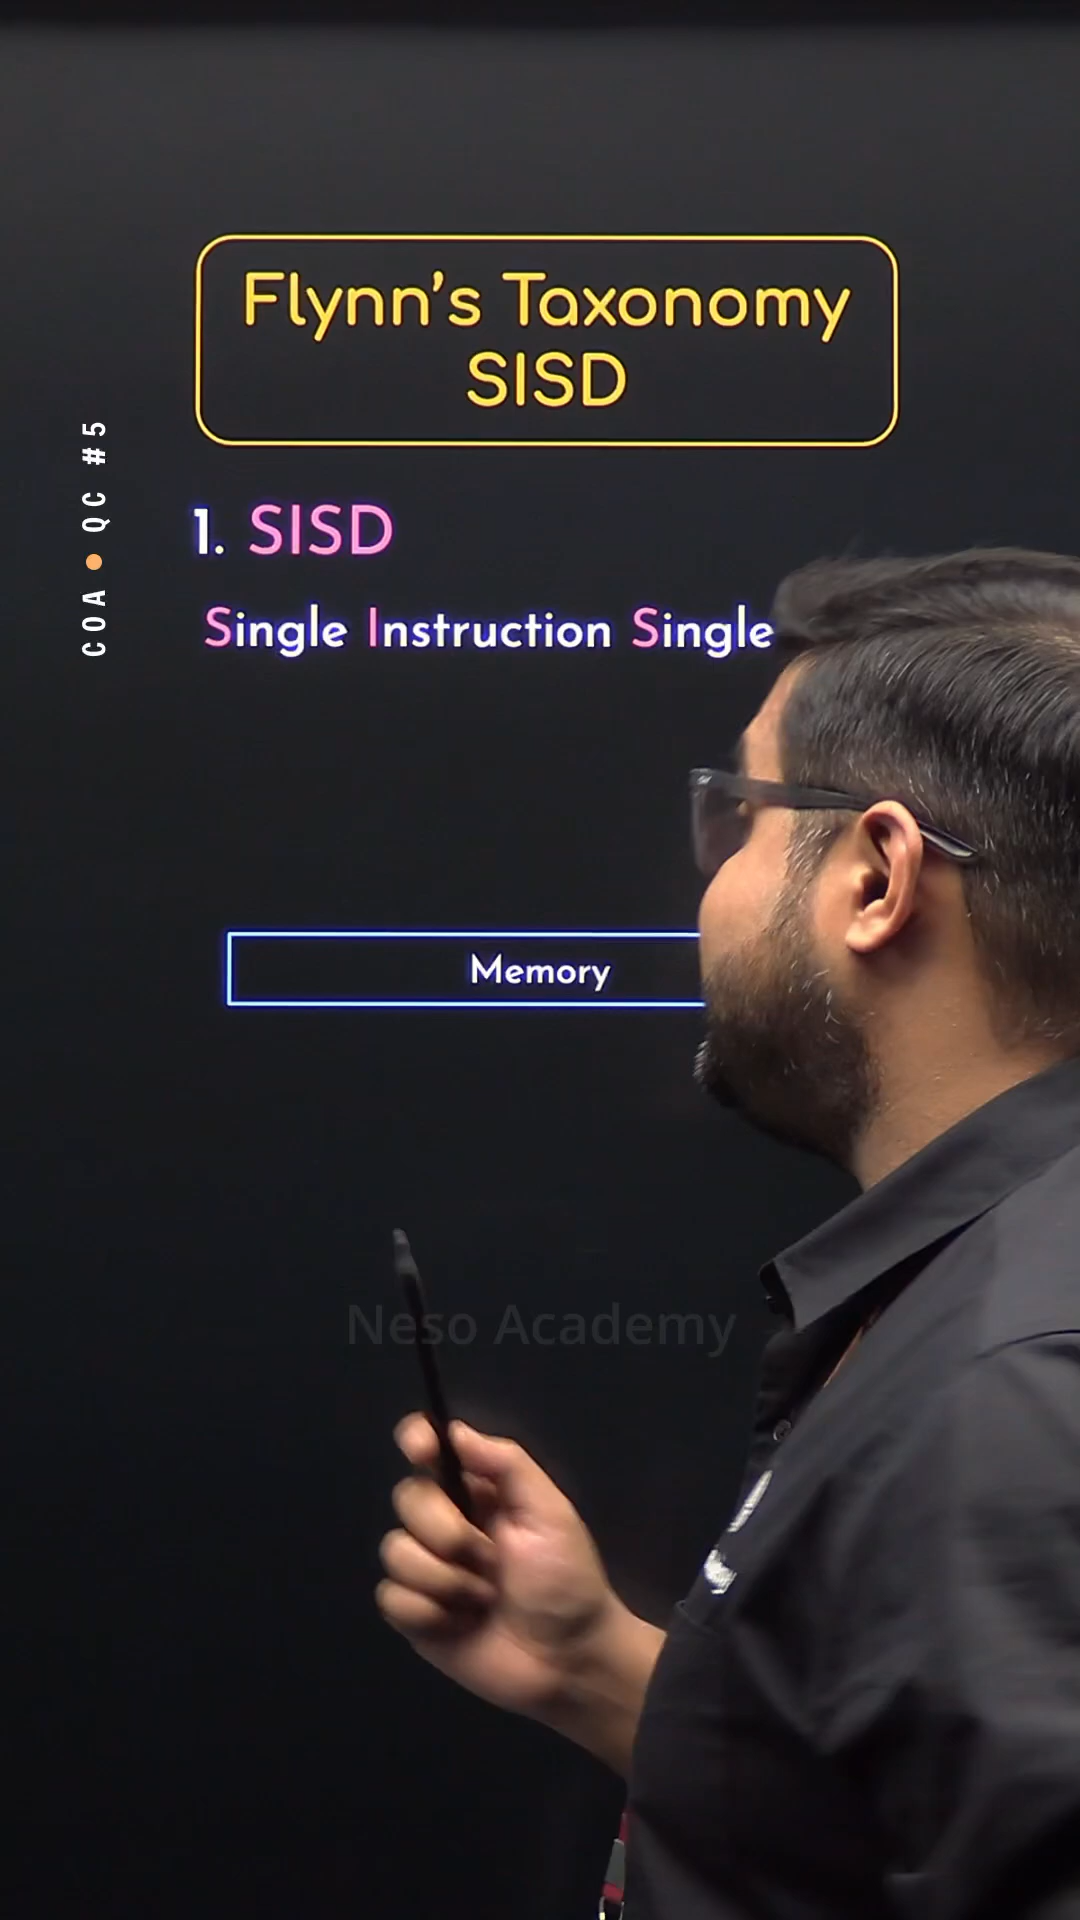 Flynn's Taxonomy
SISD
COA ● QC #5
1. SISD
Single Instruction Single
Memory
Neso Academy